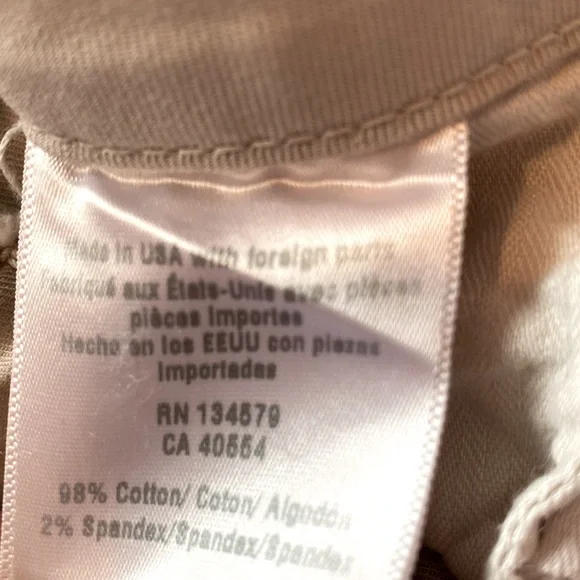 Made in USA with foreign parts
Fabriqué aux États-Unis avec pièces
pièces importes
Hecho en los EEUU con piezas
importadas
RN 134579
CA 40554
98% Cotton/ Coton/ Algodón
2% Spandex/Spandex/Spandex